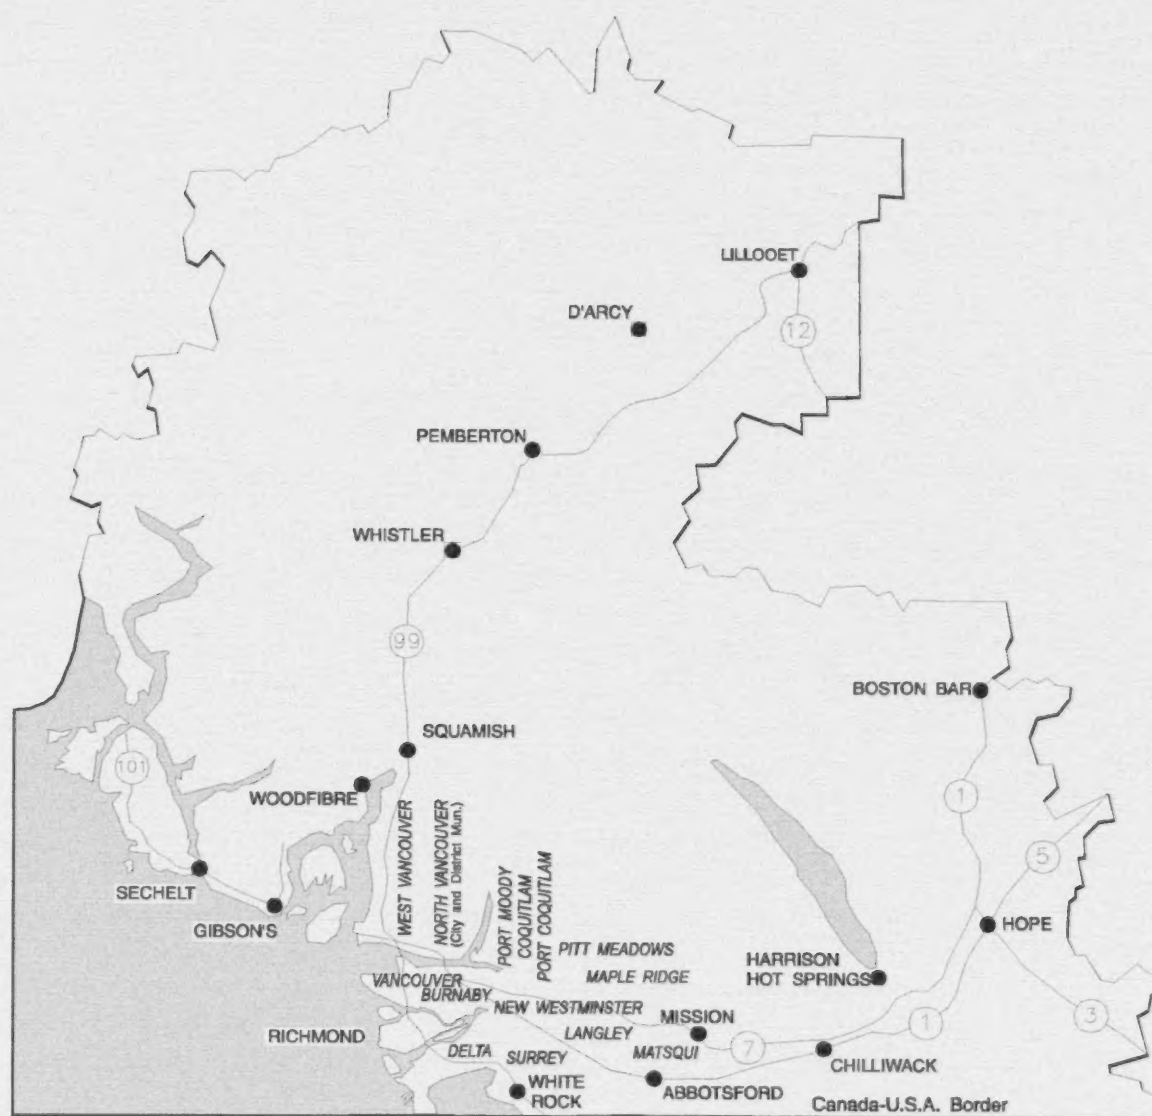 LILLOOET
D'ARCY
12
PEMBERTON
WHISTLER
99
BOSTON BAR
SQUAMISH
101
WOODFIBRE
1
WEST VANCOUVER
NORTH VANCOUVER
(City and District Mun.)
5
SECHELT
GIBSON'S
PORT MOODY
COQUITLAM
PORT COQUITLAM
HOPE
PITT MEADOWS
HARRISON
HOT SPRINGS
MAPLE RIDGE
VANCOUVER
BURNABY
NEW WESTMINSTER
MISSION
1
3
RICHMOND
LANGLEY
7
DELTA
SURREY
MATSQUI
CHILLIWACK
WHITE
ROCK
ABBOTSFORD
Canada-U.S.A. Border